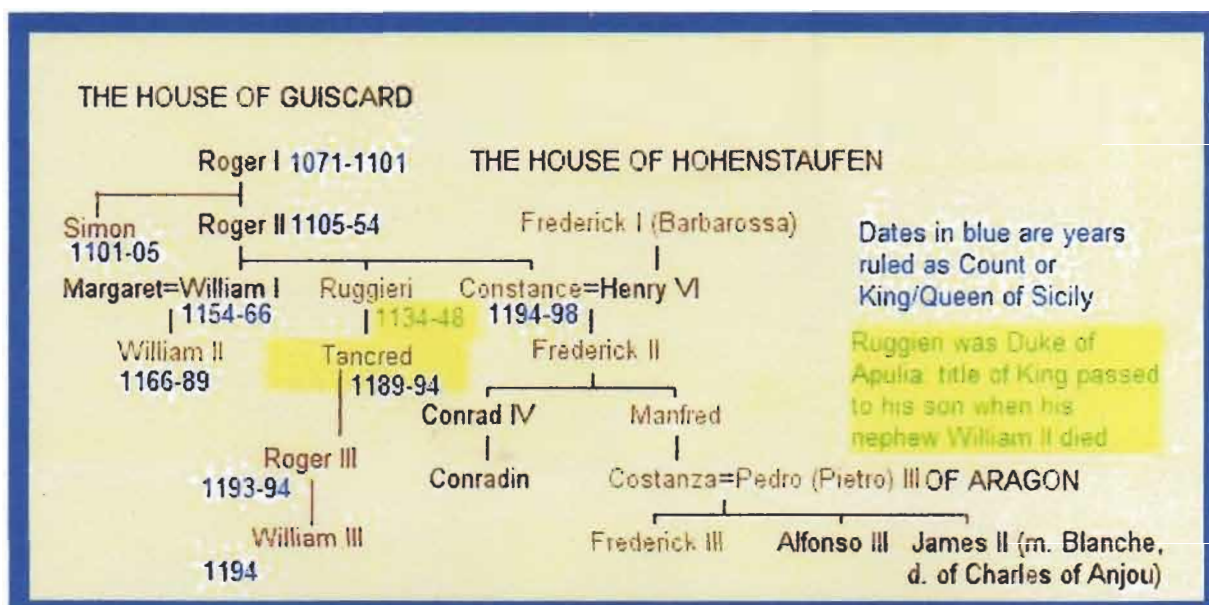 THE HOUSE OF GUISCARD
Roger I 1071-1101 THE HOUSE OF HOHENSTAUFEN
Simon Roger II 1105-54 Frederick I (Barbarossa)
1101-05
Dates in blue are years
ruled as Count or
King/Queen of Sicily
Margaret=William I Ruggieri Constance=Henry VI
1154-66 1134-48 1194-98
William II Tancred Frederick II
1166-89 1189-94
Ruggieri was Duke of
Apulia: title of King passed
to his son when his
nephew William II died
Conrad IV Manfred
Roger III Conradin Costanza=Pedro (Pietro) III OF ARAGON
1193-94
William III Frederick III Alfonso III James II (m. Blanche,
1194 d. of Charles of Anjou)